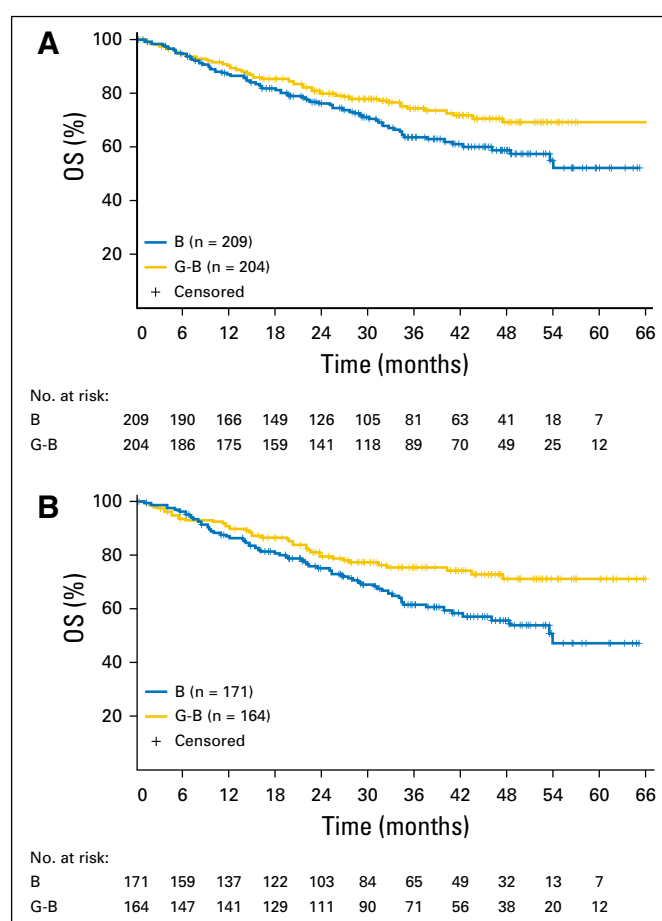 A
100
80
60
40
20
OS (%)
B (n = 209)
G-B (n = 204)
+ Censored
0 6 12 18 24 30 36 42 48 54 60 66
Time (months)
No. at risk:
B 209 190 166 149 126 105 81 63 41 18 7
G-B 204 186 175 159 141 118 89 70 49 25 12
B
100
80
60
40
20
OS (%)
B (n = 171)
G-B (n = 164)
+ Censored
0 6 12 18 24 30 36 42 48 54 60 66
Time (months)
No. at risk:
B 171 159 137 122 103 84 65 49 32 13 7
G-B 164 147 141 129 111 90 71 56 38 20 12